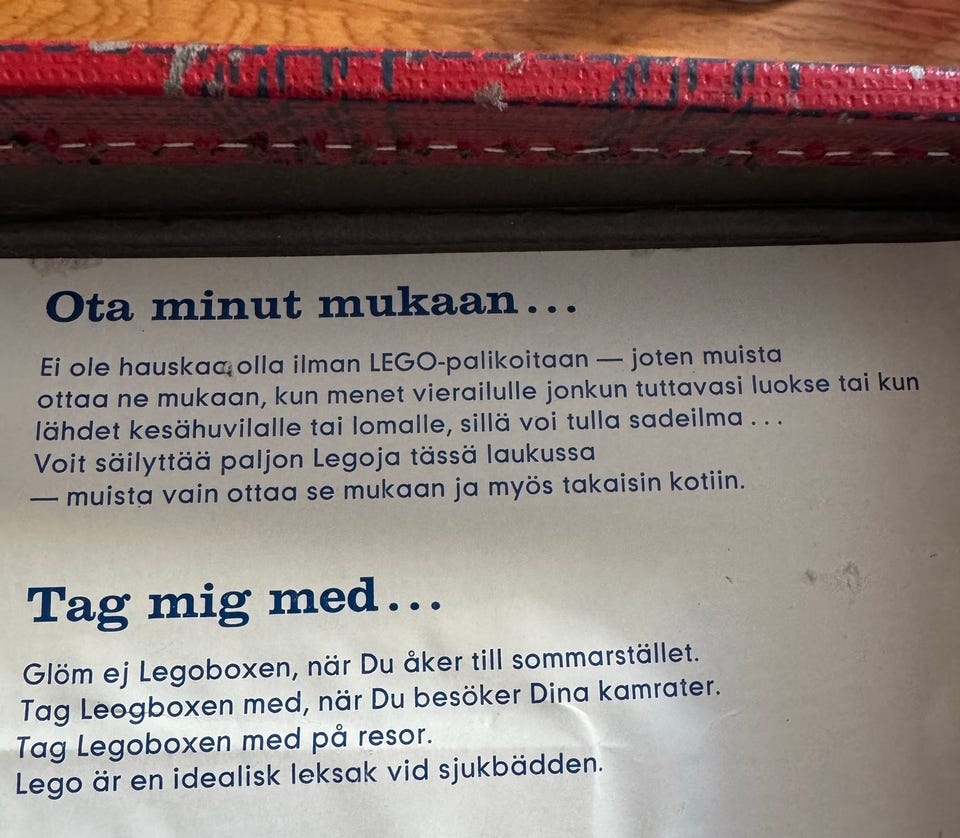 Ota minut mukaan...
Ei ole hauskaa olla ilman LEGO-palikoitaan — joten muista
ottaa ne mukaan, kun menet vierailulle jonkun tuttavasi luokse tai kun
lähdet kesähuvilalle tai lomalle, sillä voi tulla sadeilma...
Voit säilyttää paljon Legoja tässä laukussa
— muista vain ottaa se mukaan ja myös takaisin kotiin.
Tag mig med...
Glöm ej Legoboxen, när Du åker till sommarstället.
Tag Leogboxen med, när Du besöker Dina kamrater.
Tag Legoboxen med på resor.
Lego är en idealisk leksak vid sjukbädden.